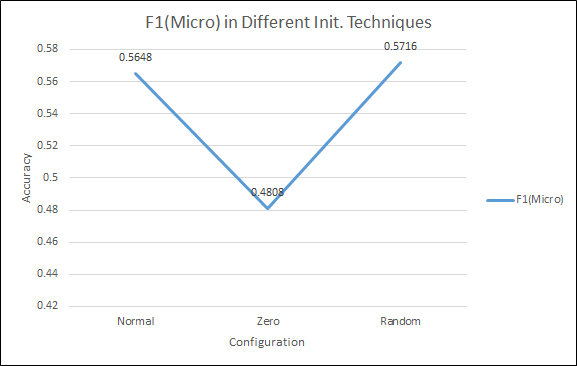 F1(Micro) in Different Init. Techniques
0.58
0.56
0.54
0.52
0.5
0.48
0.46
0.44
0.42
Accuracy
0.5648
0.4808
0.5716
Normal
Zero
Random
Configuration
F1(Micro)